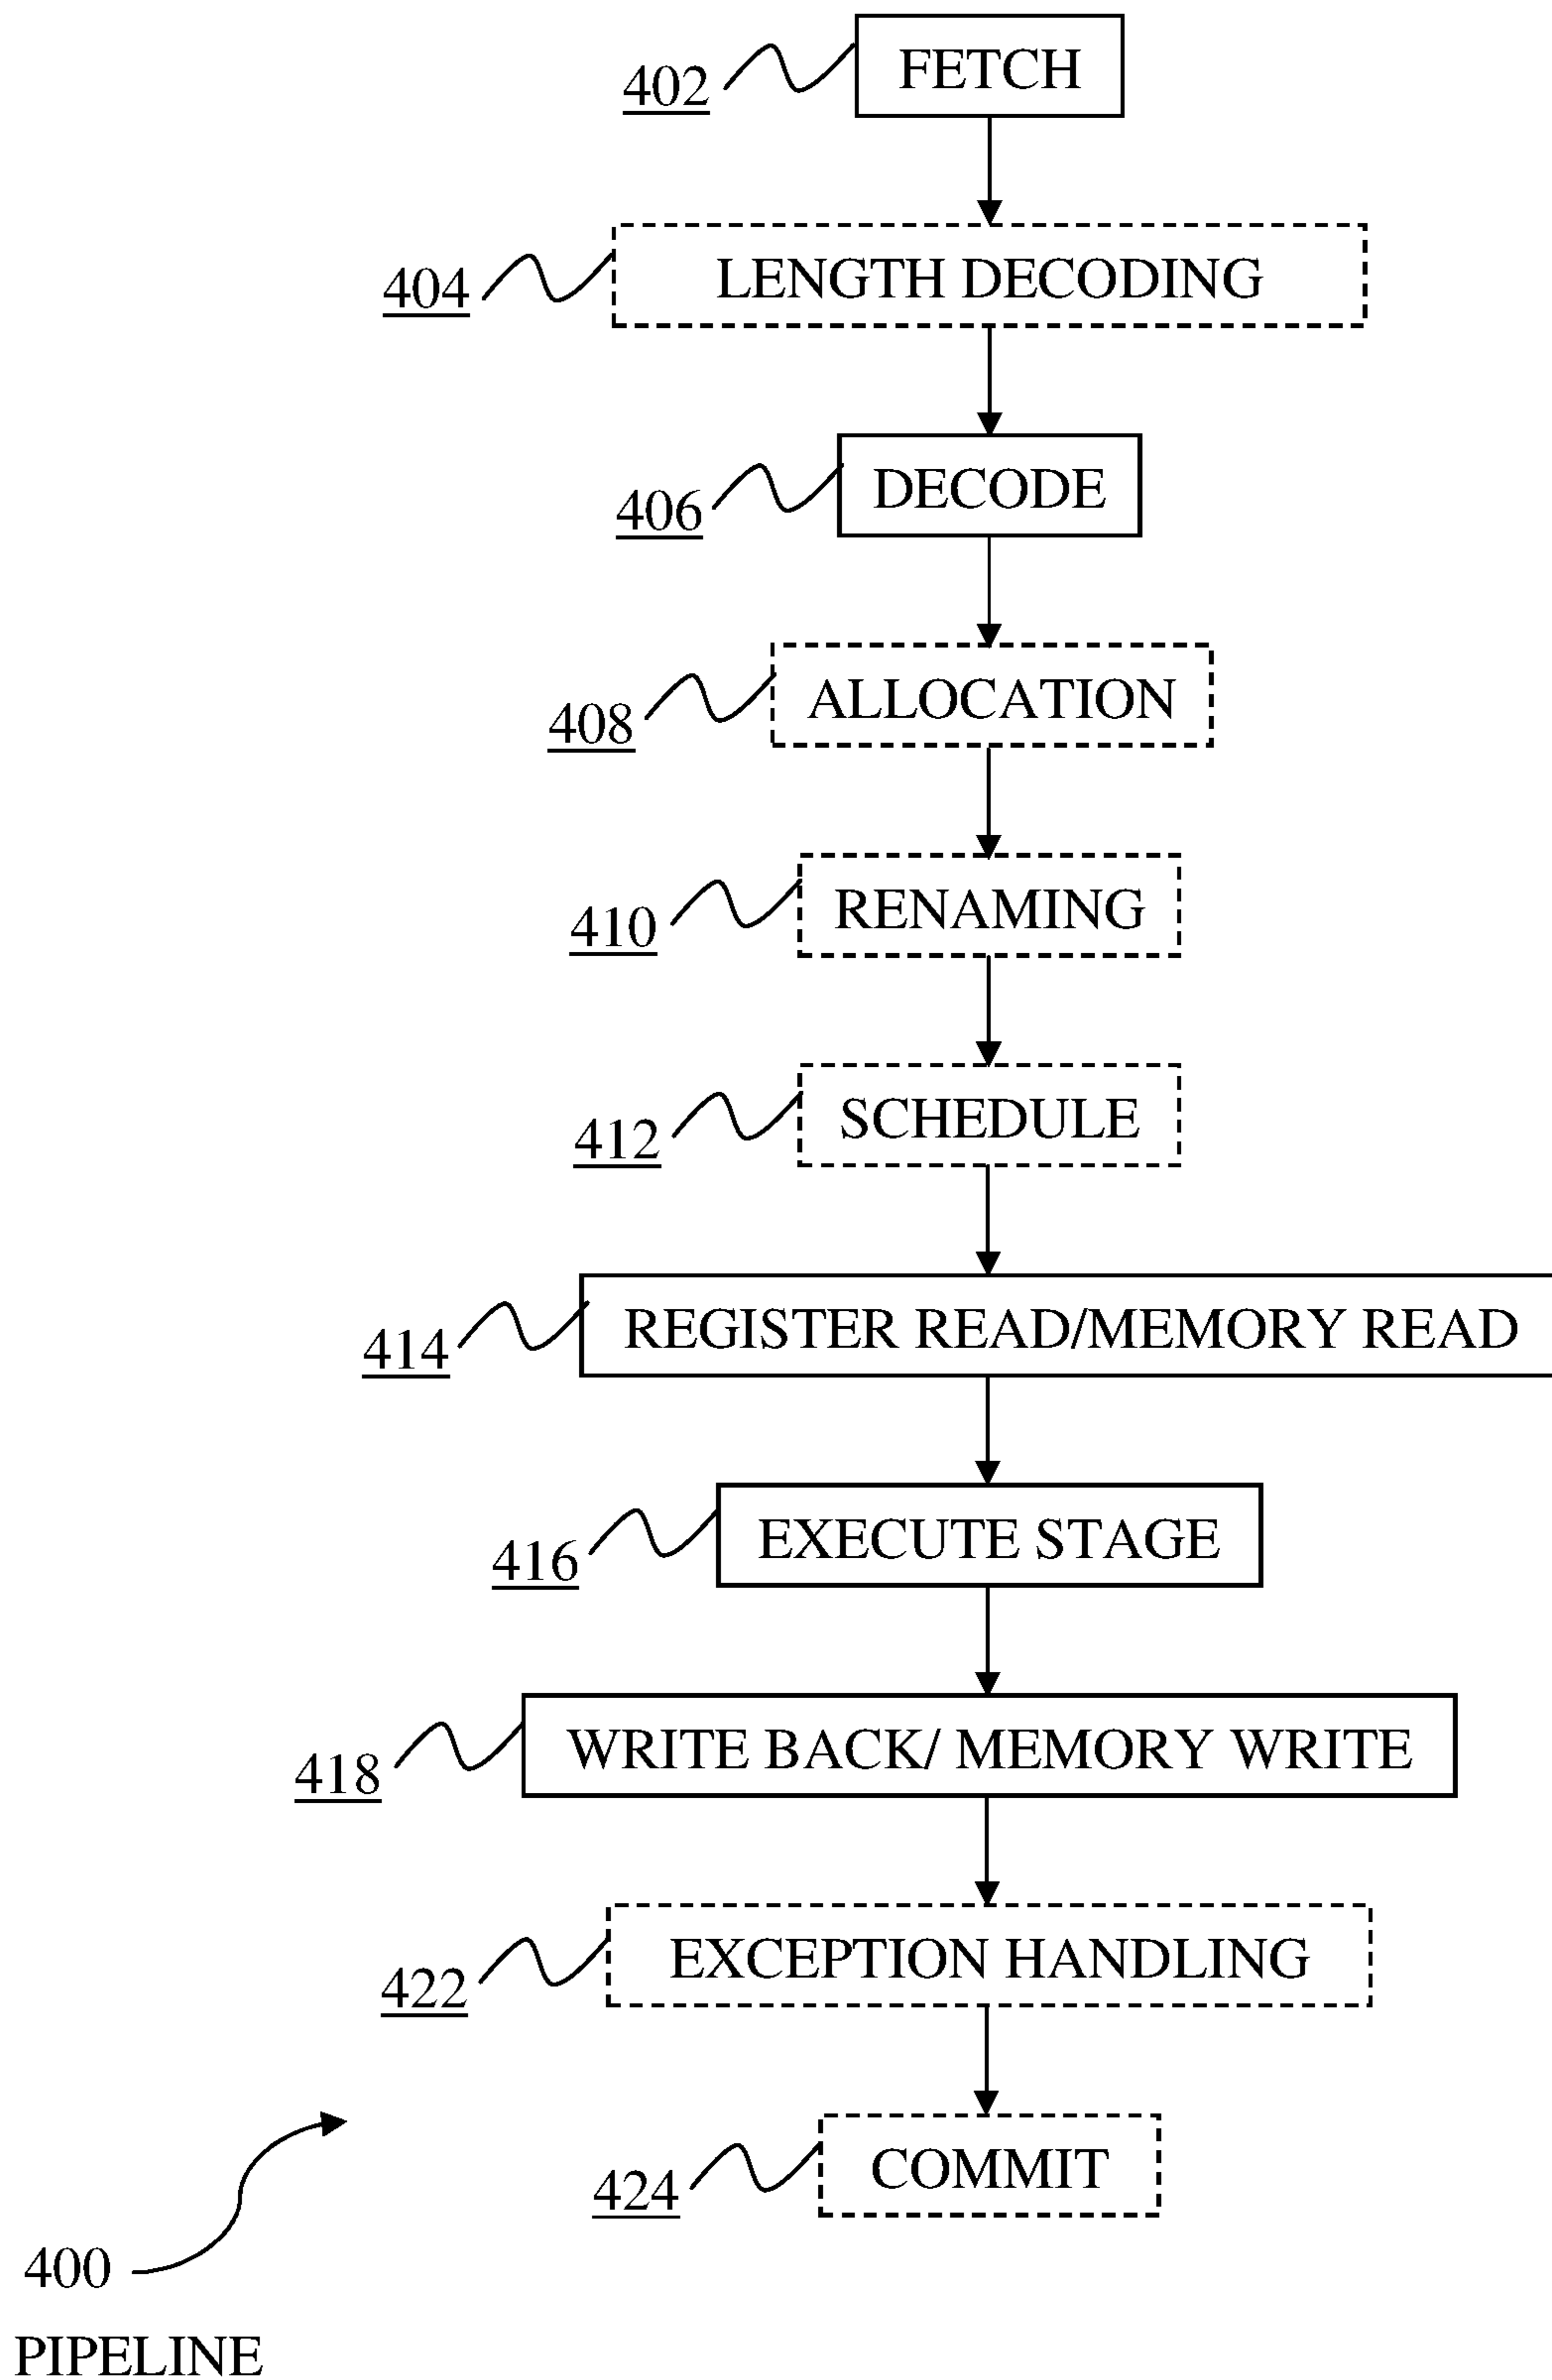 402 FETCH
404 LENGTH DECODING
406 DECODE
408 ALLOCATION
410 RENAMING
412 SCHEDULE
414 REGISTER READ/MEMORY READ
416 EXECUTE STAGE
418 WRITE BACK/ MEMORY WRITE
422 EXCEPTION HANDLING
424 COMMIT
400
PIPELINE